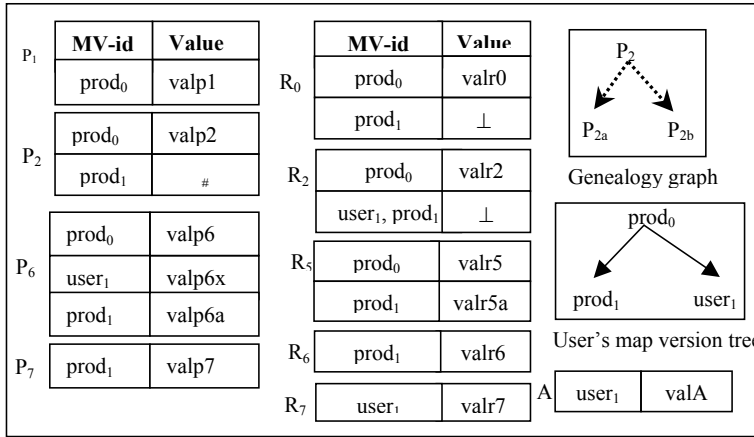 MV-id Value
P₁ prod₀ valp1
P₂ prod₀ valp2
prod₁ #
P₆ prod₀ valp6
user₁ valp6x
prod₁ valp6a
P₇ prod₁ valp7
MV-id Value
R₀ prod₀ valr0
prod₁ ⊥
R₂ prod₀ valr2
user₁, prod₁ ⊥
R₅ prod₀ valr5
prod₁ valr5a
R₆ prod₁ valr6
R₇ user₁ valr7
P₂
P₂ₐ P₂b
Genealogy graph
prod₀
prod₁ user₁
User's map version tree
A user₁ valA